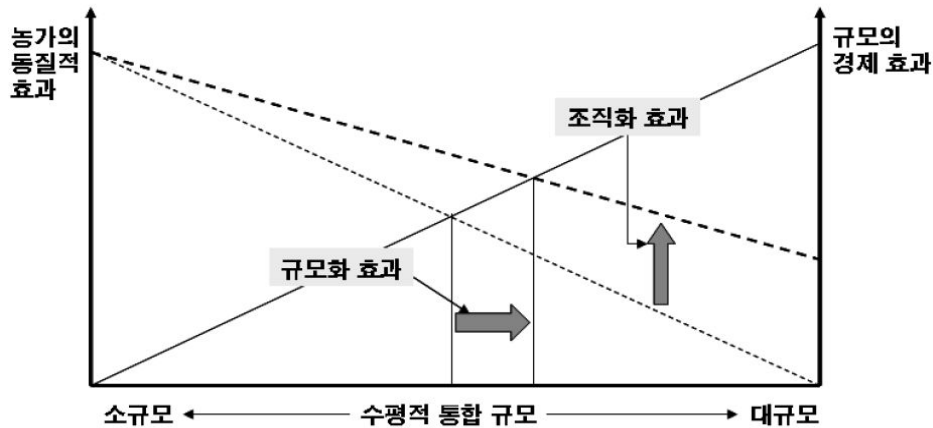 농가의
동질적
효과
규모의
경제 효과
조직화 효과
규모화 효과
소규모
수평적 통합 규모
대규모